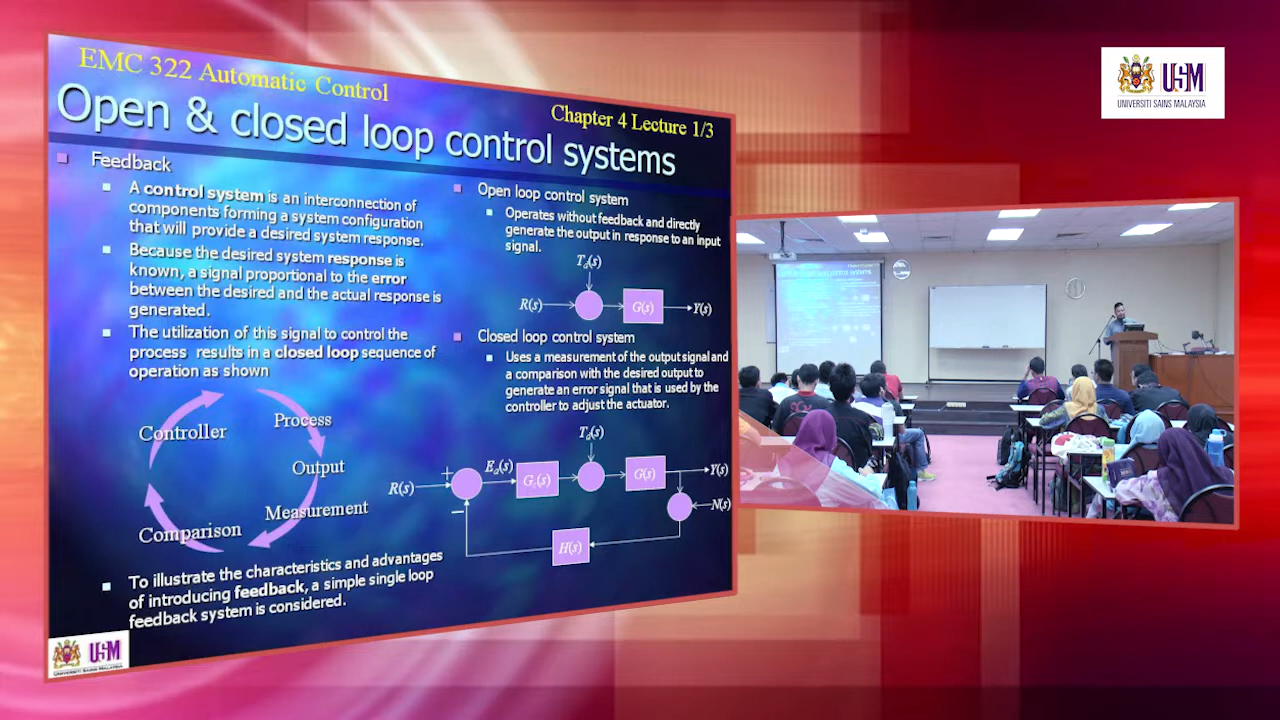 EMC 322 Automatic Control
Chapter 4 Lecture 1/3
Open & closed loop control systems
Feedback
A control system is an interconnection of
components forming a system configuration
that will provide a desired system response.
Because the desired system response is
known, a signal proportional to the error
between the desired and the actual response is
generated.
The utilization of this signal to control the
process results in a closed loop sequence of
operation as shown
Controller
Process
Output
Measurement
Comparison
To illustrate the characteristics and advantages
of introducing feedback, a simple single loop
feedback system is considered.
Open loop control system
Operates without feedback and directly
generate the output in response to an input
signal.
Td(s)
R(s)
G(s)
Y(s)
Closed loop control system
Uses a measurement of the output signal and
a comparison with the desired output to
generate an error signal that is used by the
controller to adjust the actuator.
Td(s)
+
Ea(s)
Gc(s)
G(s)
Y(s)
R(s)
−
N(s)
H(s)
USM
UNIVERSITI SAINS MALAYSIA
USM
UNIVERSITI SAINS MALAYSIA